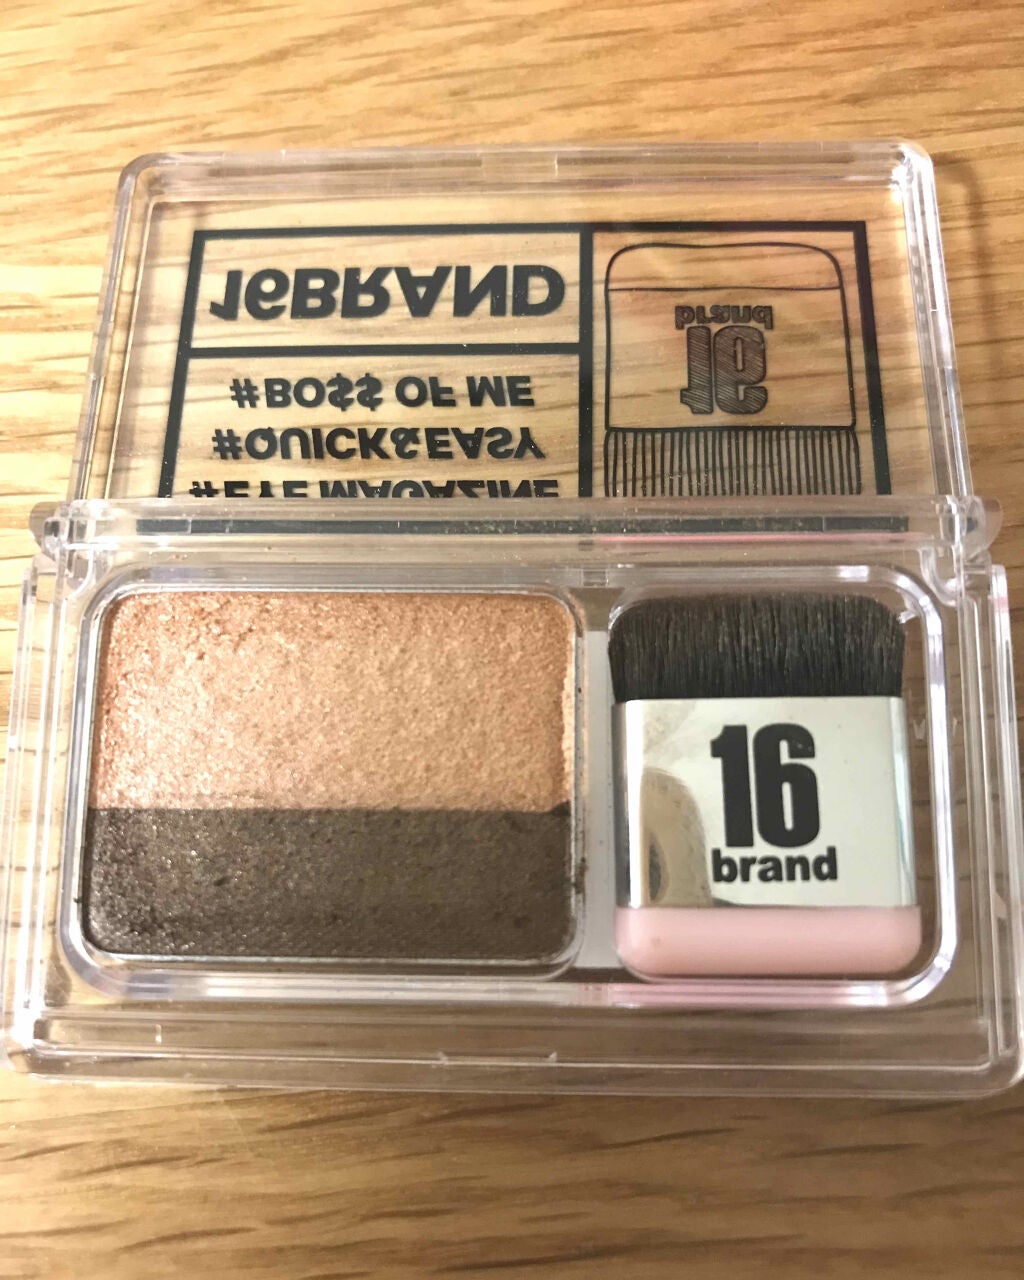 16BRAND
#BO$$ OF ME
#QUICK&EASY
#EYE MAGAZINE
16
brand
16
brand